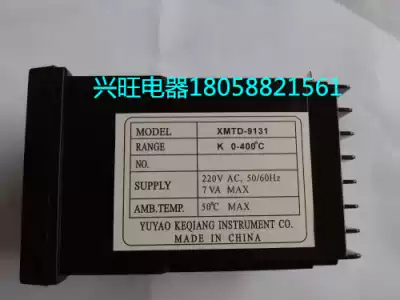 兴旺电器18058821561
MODEL XMTD-9131
RANGE K 0-400℃
NO.
SUPPLY 220V AC, 50/60Hz
7VA MAX
AMB.TEMP. 50℃ MAX
YUYAO KEQIANG INSTRUMENT CO.
MADE IN CHINA